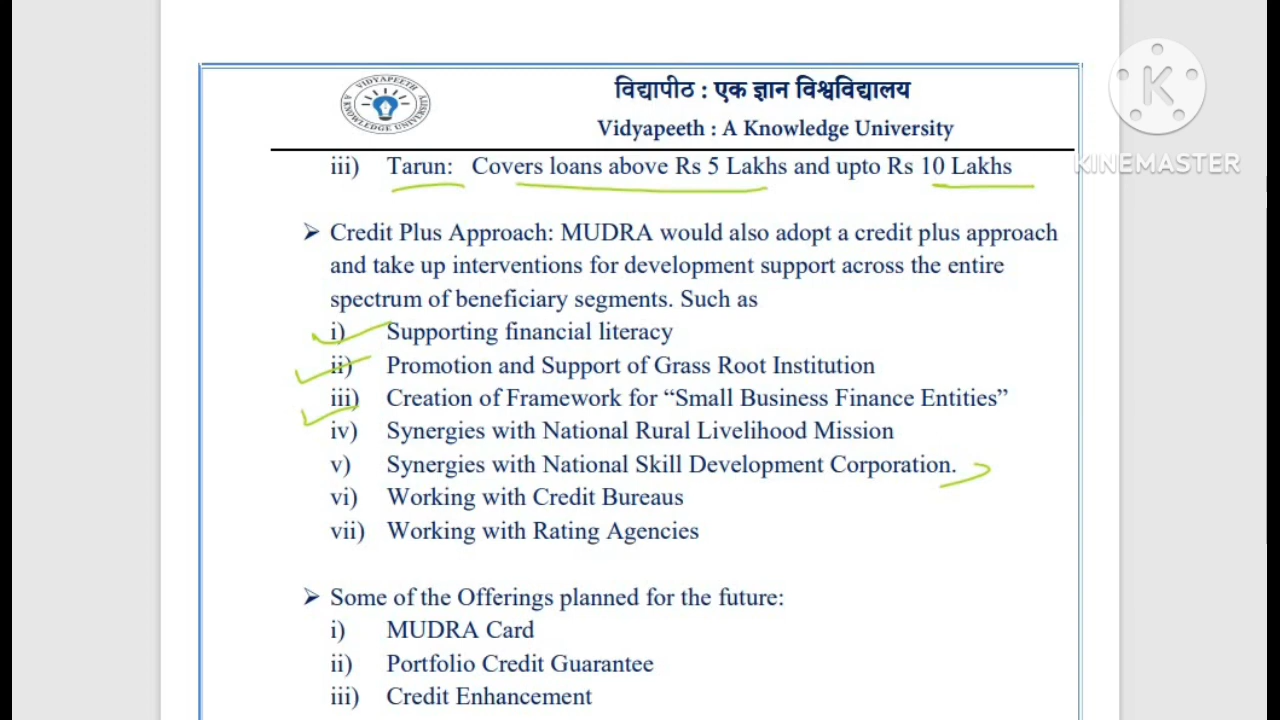 विद्यापीठ : एक ज्ञान विश्वविद्यालय
VIDYAPEETH
A KNOWLEDGE UNIVERSITY
Vidyapeeth : A Knowledge University
K
KINEMASTER
iii) Tarun: Covers loans above Rs 5 Lakhs and upto Rs 10 Lakhs
➢ Credit Plus Approach: MUDRA would also adopt a credit plus approach
and take up interventions for development support across the entire
spectrum of beneficiary segments. Such as
i) Supporting financial literacy
ii) Promotion and Support of Grass Root Institution
iii) Creation of Framework for “Small Business Finance Entities”
iv) Synergies with National Rural Livelihood Mission
v) Synergies with National Skill Development Corporation.
vi) Working with Credit Bureaus
vii) Working with Rating Agencies
➢ Some of the Offerings planned for the future:
i) MUDRA Card
ii) Portfolio Credit Guarantee
iii) Credit Enhancement